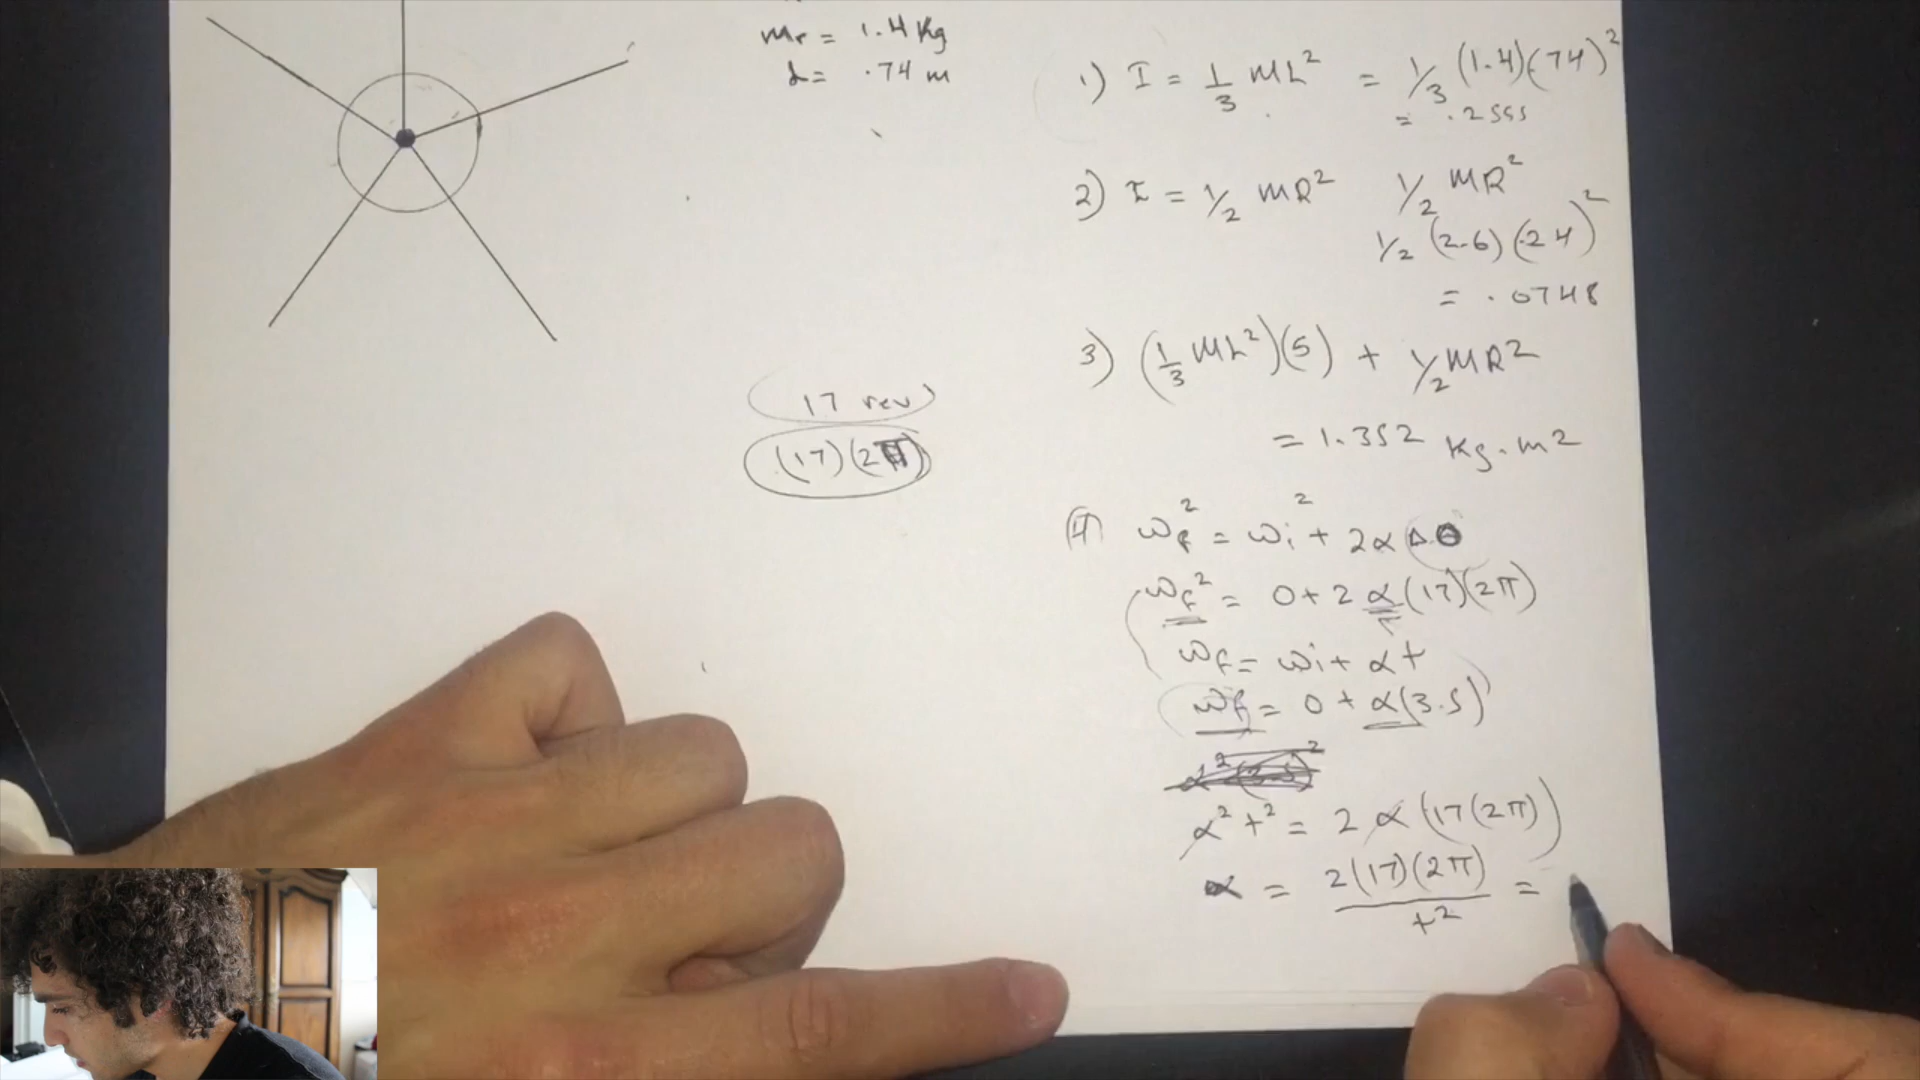 mr = 1.4 Kg
L = .74 m
17 rev
(17)(2π)
1) I = 1/3 ML² = 1/3 (1.4)(.74)²
= .2555
2) I = 1/2 MR² 1/2 MR²
1/2 (2.6)(.24)²
= .0748
3) (1/3 ML²)(5) + 1/2 MR²
= 1.352 Kg.m2
4) ωf² = ωi² + 2α Δθ
ωf² = 0 + 2 α (17)(2π)
ωf = ωi + αt
ωf = 0 + α(3.5)
α² t² = 2 α (17(2π))
α = 2(17)(2π) / t² =